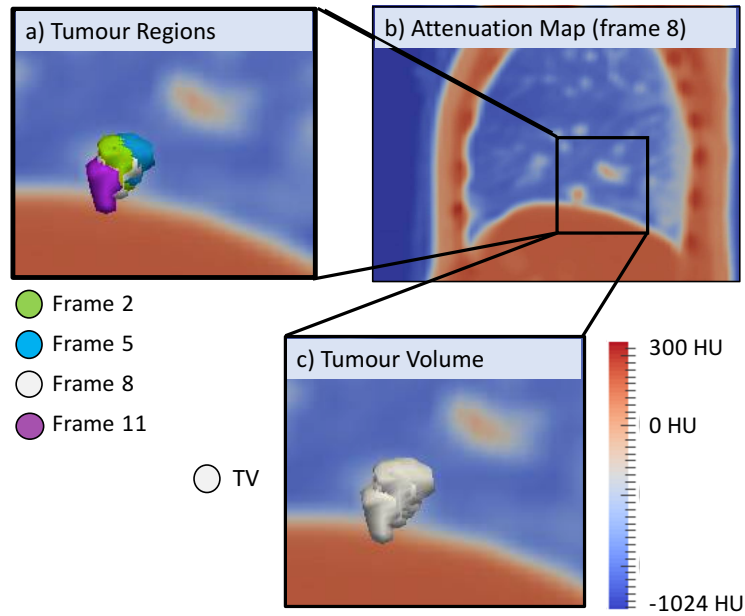 a) Tumour Regions
b) Attenuation Map (frame 8)
Frame 2
Frame 5
Frame 8
Frame 11
c) Tumour Volume
TV
300 HU
0 HU
-1024 HU